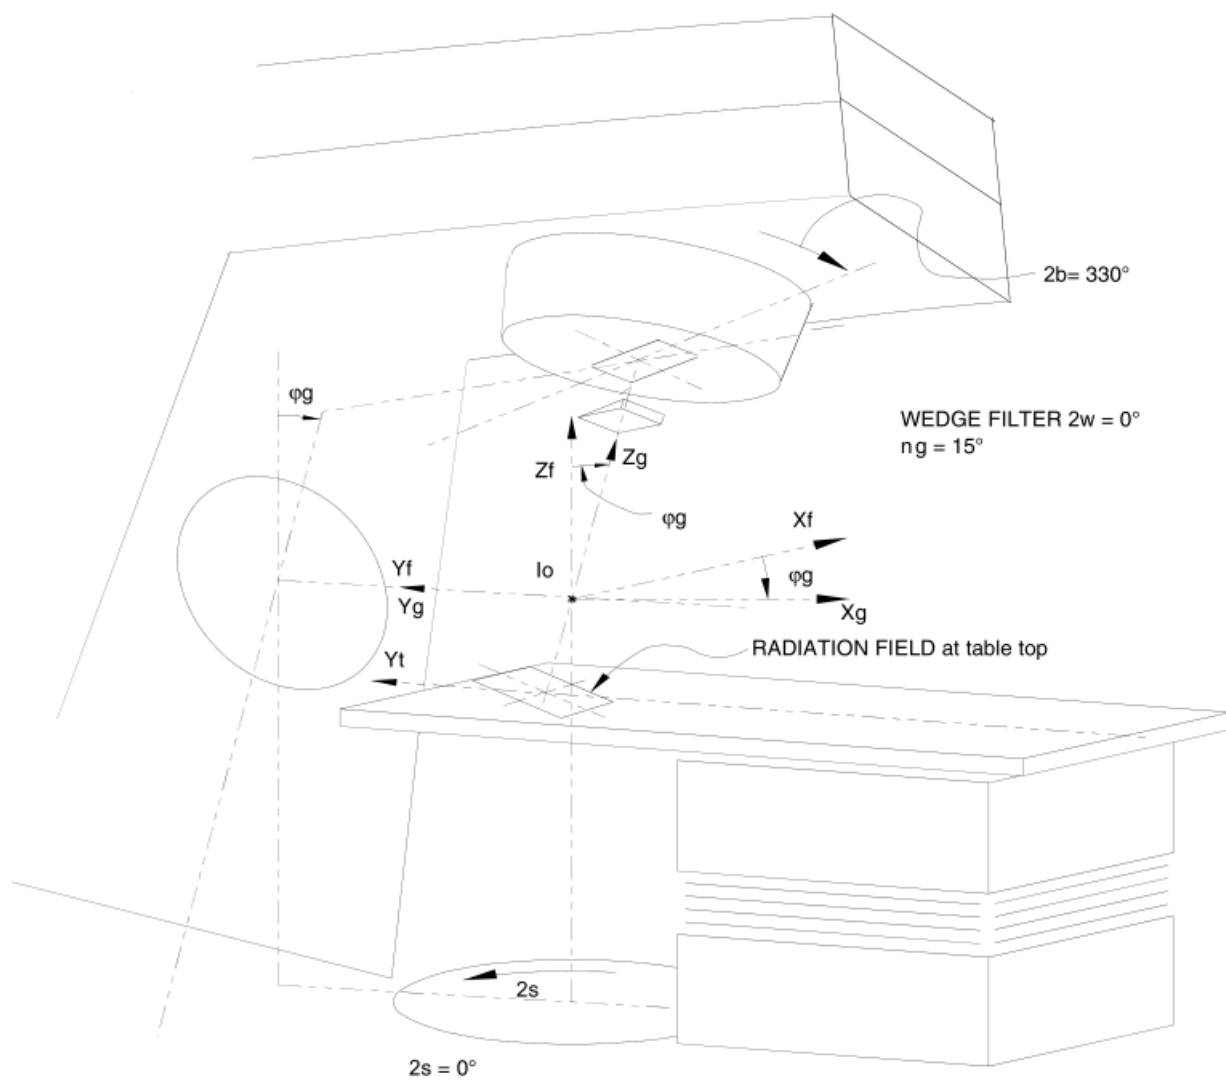 2b= 330°
φg
WEDGE FILTER 2w = 0°
ng = 15°
Zf
Zg
φg
Xf
Yf
Io
φg
Yg
Xg
RADIATION FIELD at table top
Yt
2s
2s = 0°